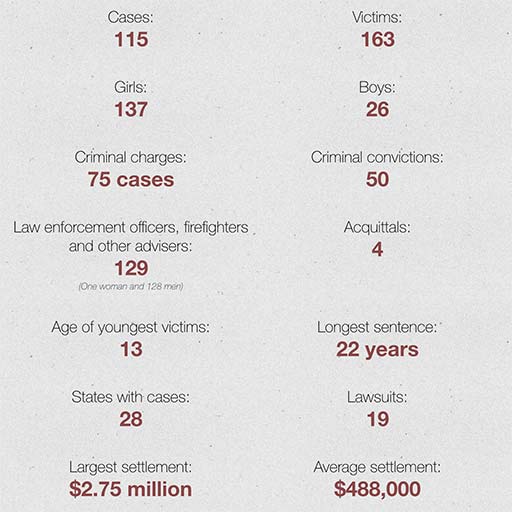 Cases:
115
Victims:
163
Girls:
137
Boys:
26
Criminal charges:
75 cases
Criminal convictions:
50
Law enforcement officers, firefighters
and other advisers:
129
(One woman and 128 men)
Acquittals:
4
Age of youngest victims:
13
Longest sentence:
22 years
States with cases:
28
Lawsuits:
19
Largest settlement:
$2.75 million
Average settlement:
$488,000